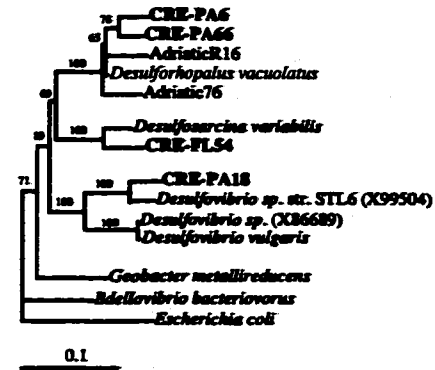 76
CRE-PA6
65
CRE-PA66
AdriaticR16
100
Desulforhopalus vacuolatus
Adriatic76
Desulfosarcina variabilis
100
CRE-FL54
CRE-PA18
100
Desulfovibrio sp. str. STL6 (X99504)
100
Desulfovibrio sp. (X86689)
100
Desulfovibrio vulgaris
71
Geobacter metallireducens
Bdellovibrio bacteriovorus
Escherichia coli
0.1